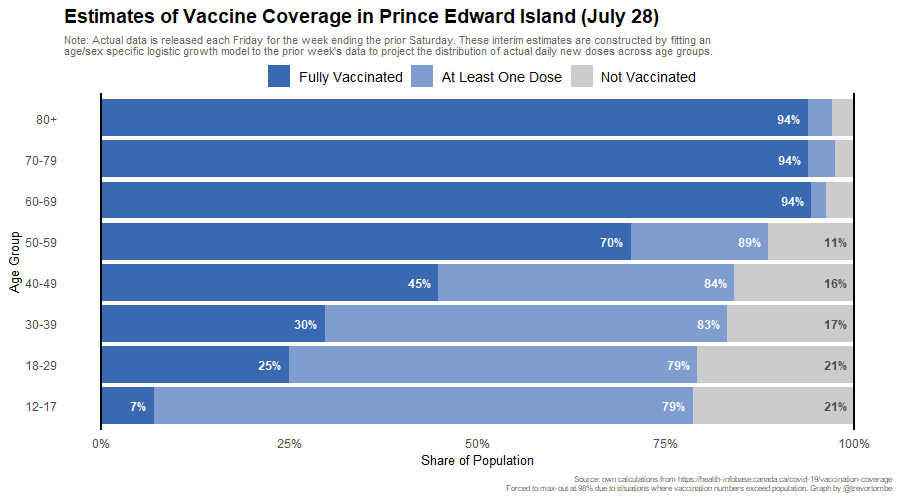 Estimates of Vaccine Coverage in Prince Edward Island (July 28)
Note: Actual data is released each Friday for the week ending the prior Saturday. These interim estimates are constructed by fitting an
age/sex specific logistic growth model to the prior week's data to project the distribution of actual daily new doses across age groups.
Fully Vaccinated At Least One Dose Not Vaccinated
80+ 94%
70-79 94%
60-69 94%
50-59 70% 89% 11%
Age Group
40-49 45% 84% 16%
30-39 30% 83% 17%
18-29 25% 79% 21%
12-17 7% 79% 21%
0% 25% 50% 75% 100%
Share of Population
Source: own calculations from https://health-infobase.canada.ca/covid-19/vaccination-coverage
Forced to max-out at 98% due to situations where vaccination numbers exceed population. Graph by @trevortombe